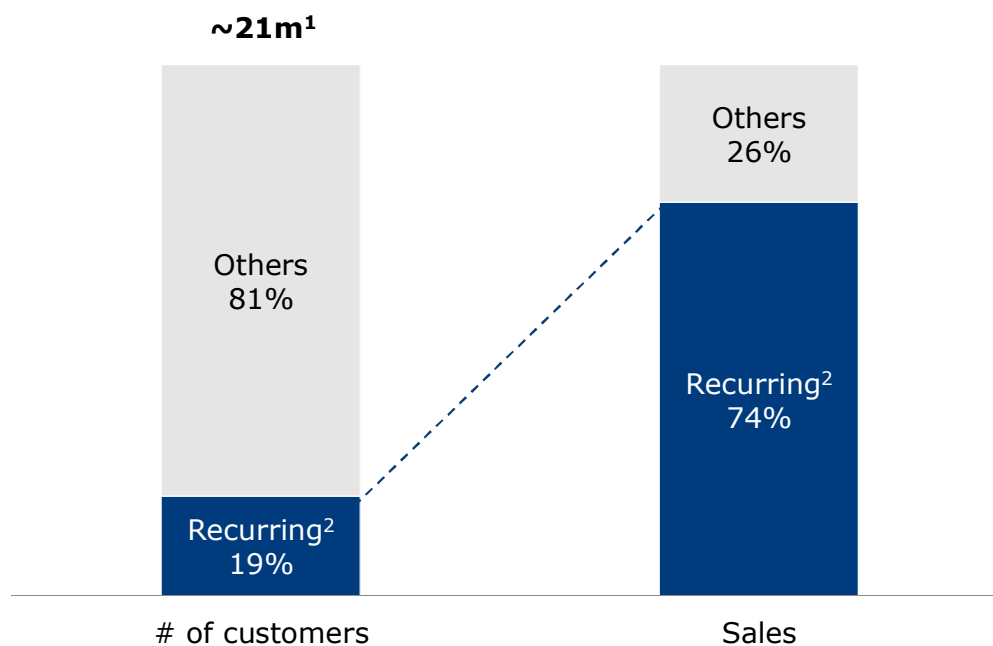 ~21m¹
Others
81%
Recurring²
19%
# of customers
Others
26%
Recurring²
74%
Sales